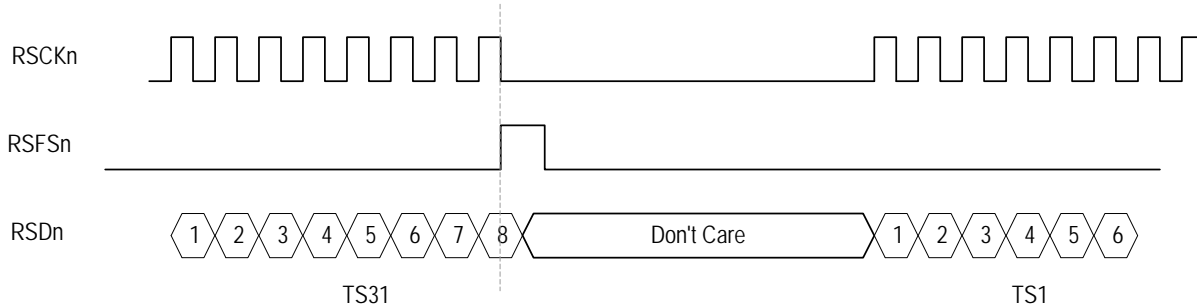 RSCKn
RSFSn
RSDn 1 2 3 4 5 6 7 8 Don't Care 1 2 3 4 5 6
TS31 TS1